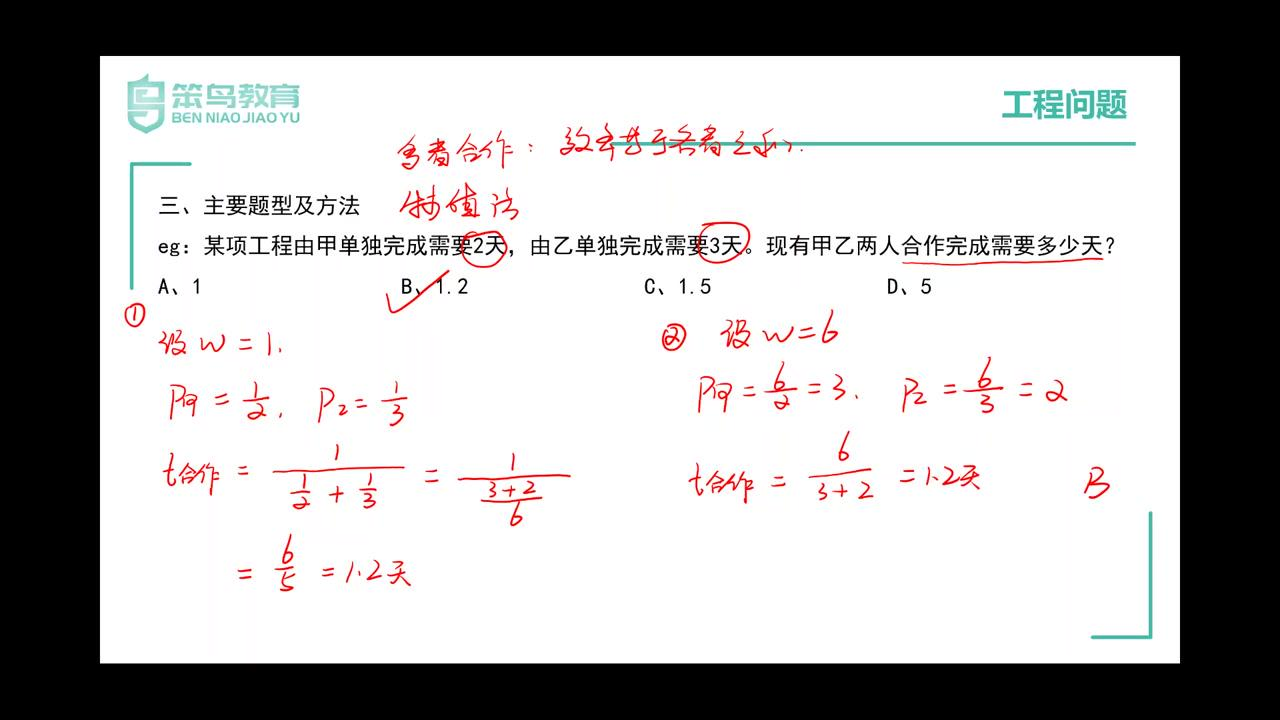 笨鸟教育
BEN NIAO JIAO YU
工程问题
多者合作：效率等于各者之和.
三、主要题型及方法 特值法
eg：某项工程由甲单独完成需要2天，由乙单独完成需要3天。现有甲乙两人合作完成需要多少天？
A、1 B、1.2 C、1.5 D、5
① 设W=1.
P甲=1/2, P乙=1/3
t合作 = 1/(1/2+1/3) = 1/((3+2)/6)
= 6/5 = 1.2天
② 设W=6
P甲=6/2=3, P乙=6/3=2
t合作 = 6/(3+2) = 1.2天 B